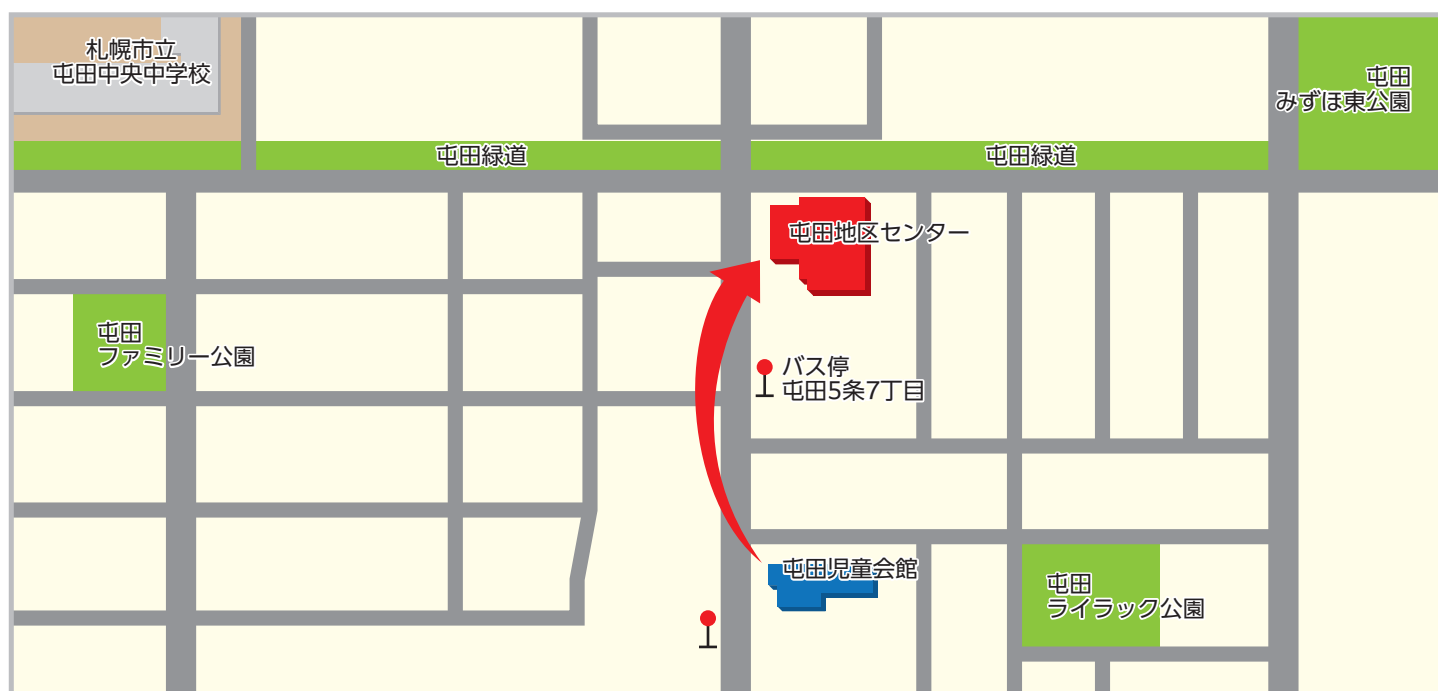 札幌市立
屯田中央中学校
屯田
みずほ東公園
屯田緑道
屯田緑道
屯田地区センター
屯田
ファミリー公園
バス停
屯田5条7丁目
屯田児童会館
屯田
ライラック公園